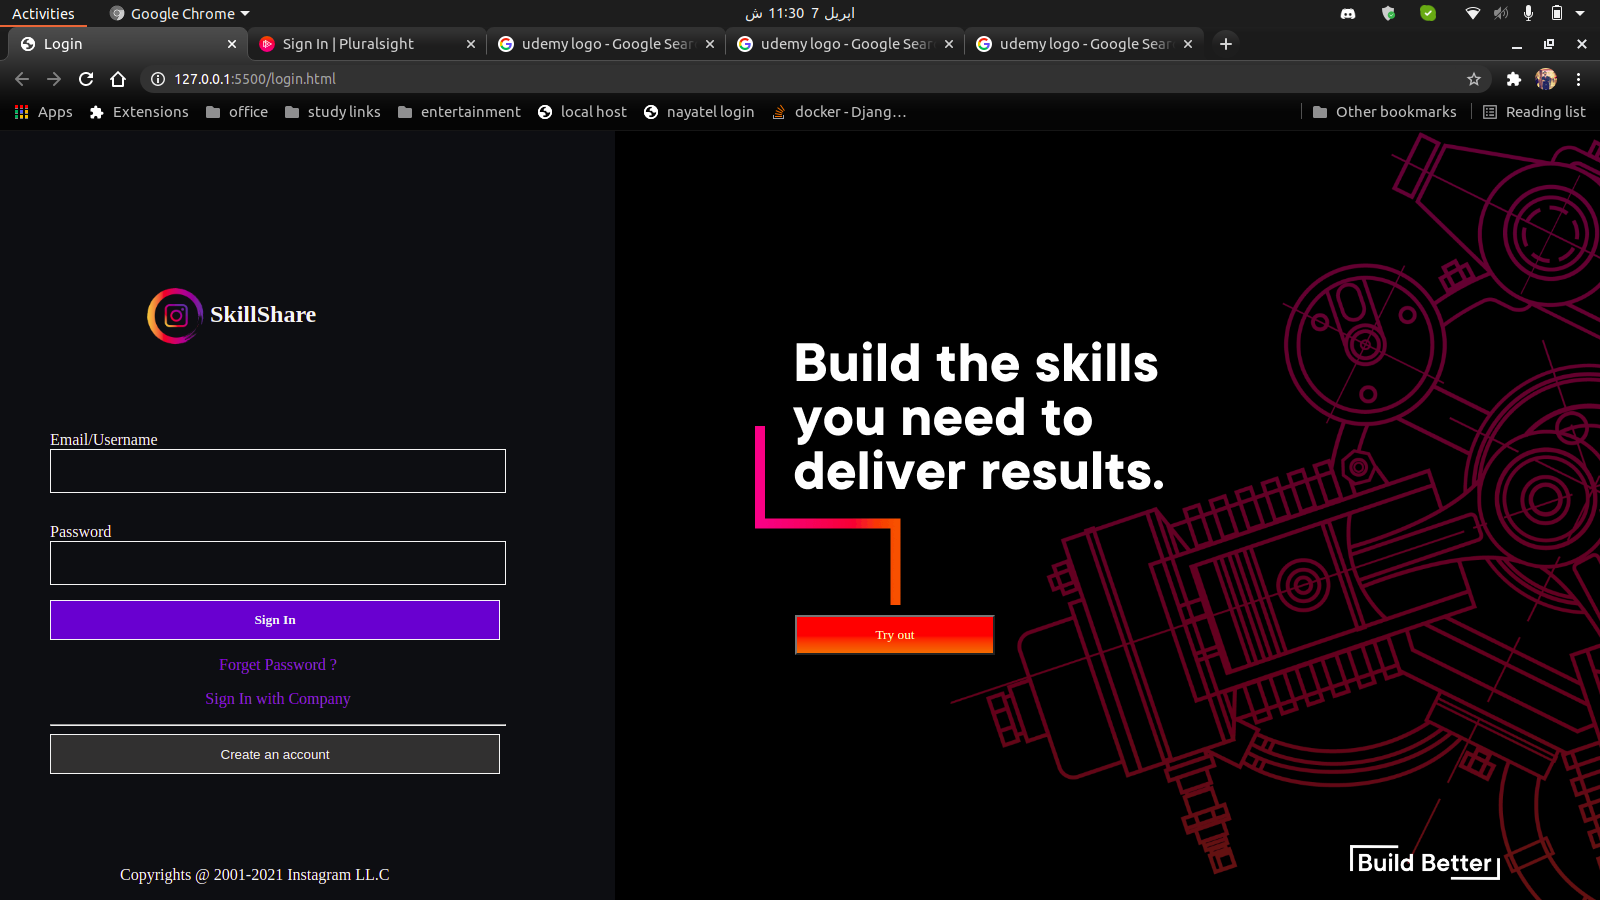 Activities
Google Chrome
اپریل 7 11:30 ش
Login
Sign In | Pluralsight
udemy logo - Google Sear
udemy logo - Google Sear
udemy logo - Google Sear
127.0.0.1:5500/login.html
Apps
Extensions
office
study links
entertainment
local host
nayatel login
docker - Djang...
Other bookmarks
Reading list
SkillShare
Email/Username
Password
Sign In
Forget Password ?
Sign In with Company
Create an account
Copyrights @ 2001-2021 Instagram LL.C
Build the skills
you need to
deliver results.
Try out
Build Better